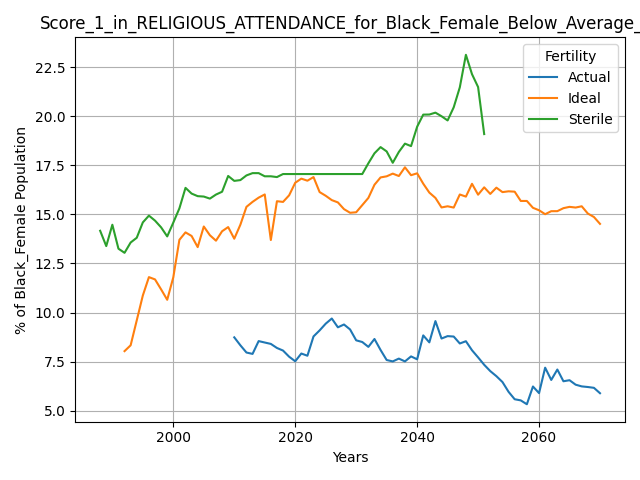 Score_1_in_RELIGIOUS_ATTENDANCE_for_Black_Female_Below_Average_
Fertility
Actual
Ideal
Sterile
% of Black_Female Population
22.5
20.0
17.5
15.0
12.5
10.0
7.5
5.0
2000
2020
2040
2060
Years